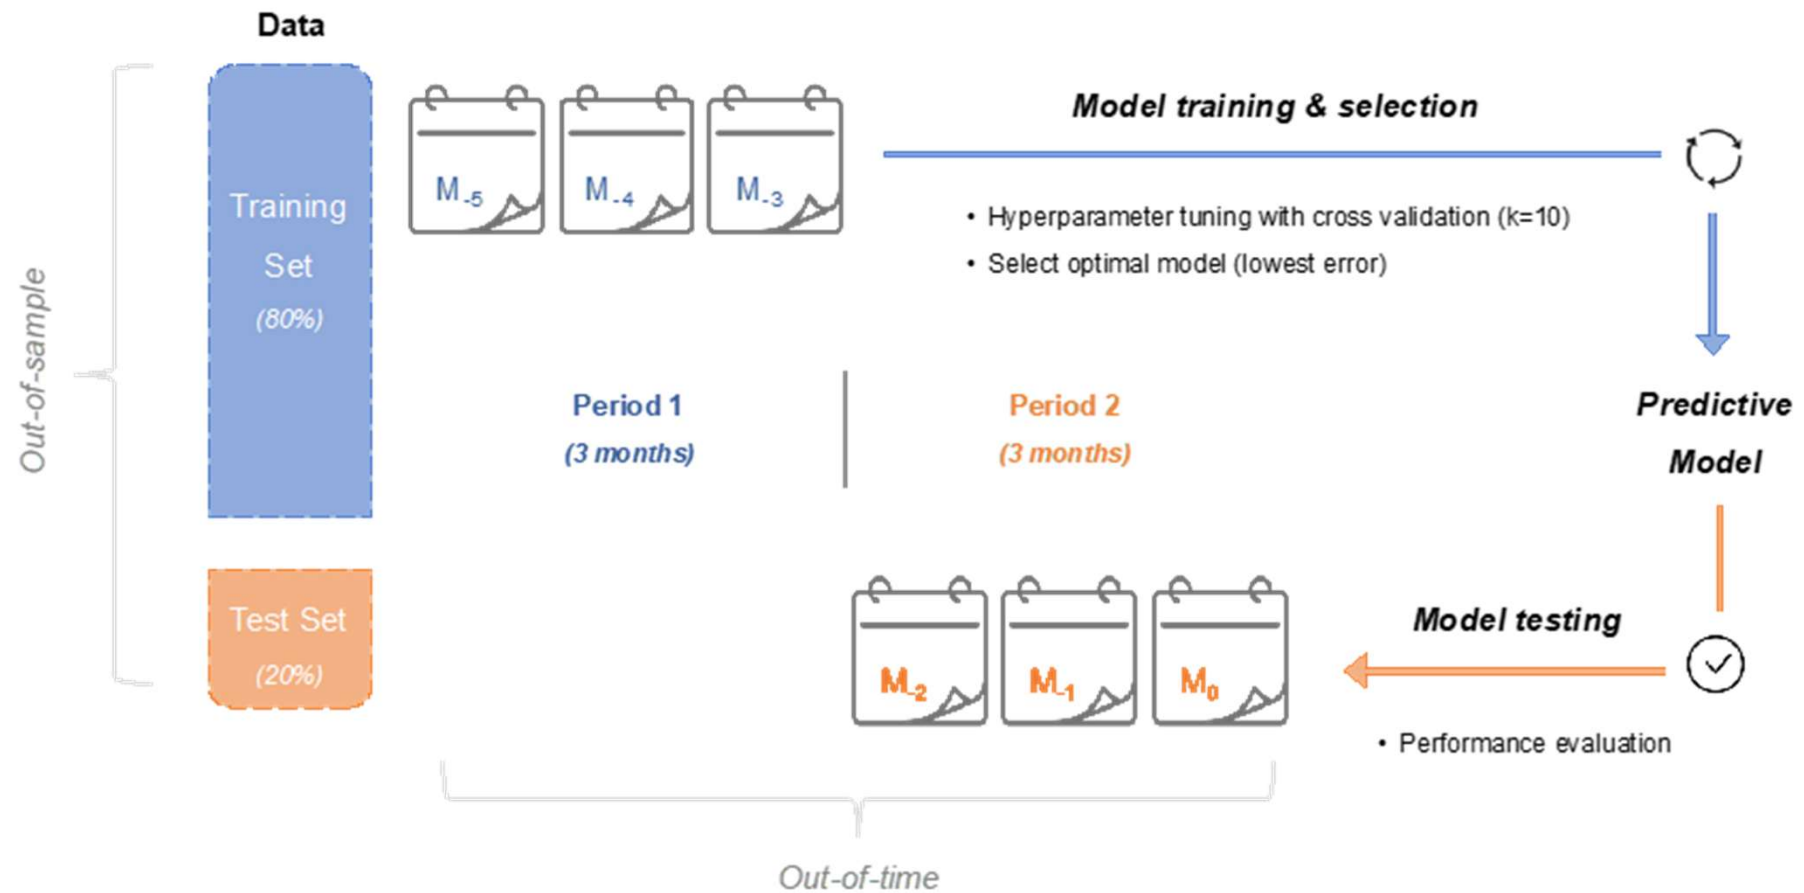 Data
Training
Set
(80%)
M-5
M-4
M-3
Model training & selection
• Hyperparameter tuning with cross validation (k=10)
• Select optimal model (lowest error)
Out-of-sample
Period 1
(3 months)
Period 2
(3 months)
Predictive
Model
Test Set
(20%)
M-2
M-1
M0
Model testing
• Performance evaluation
Out-of-time